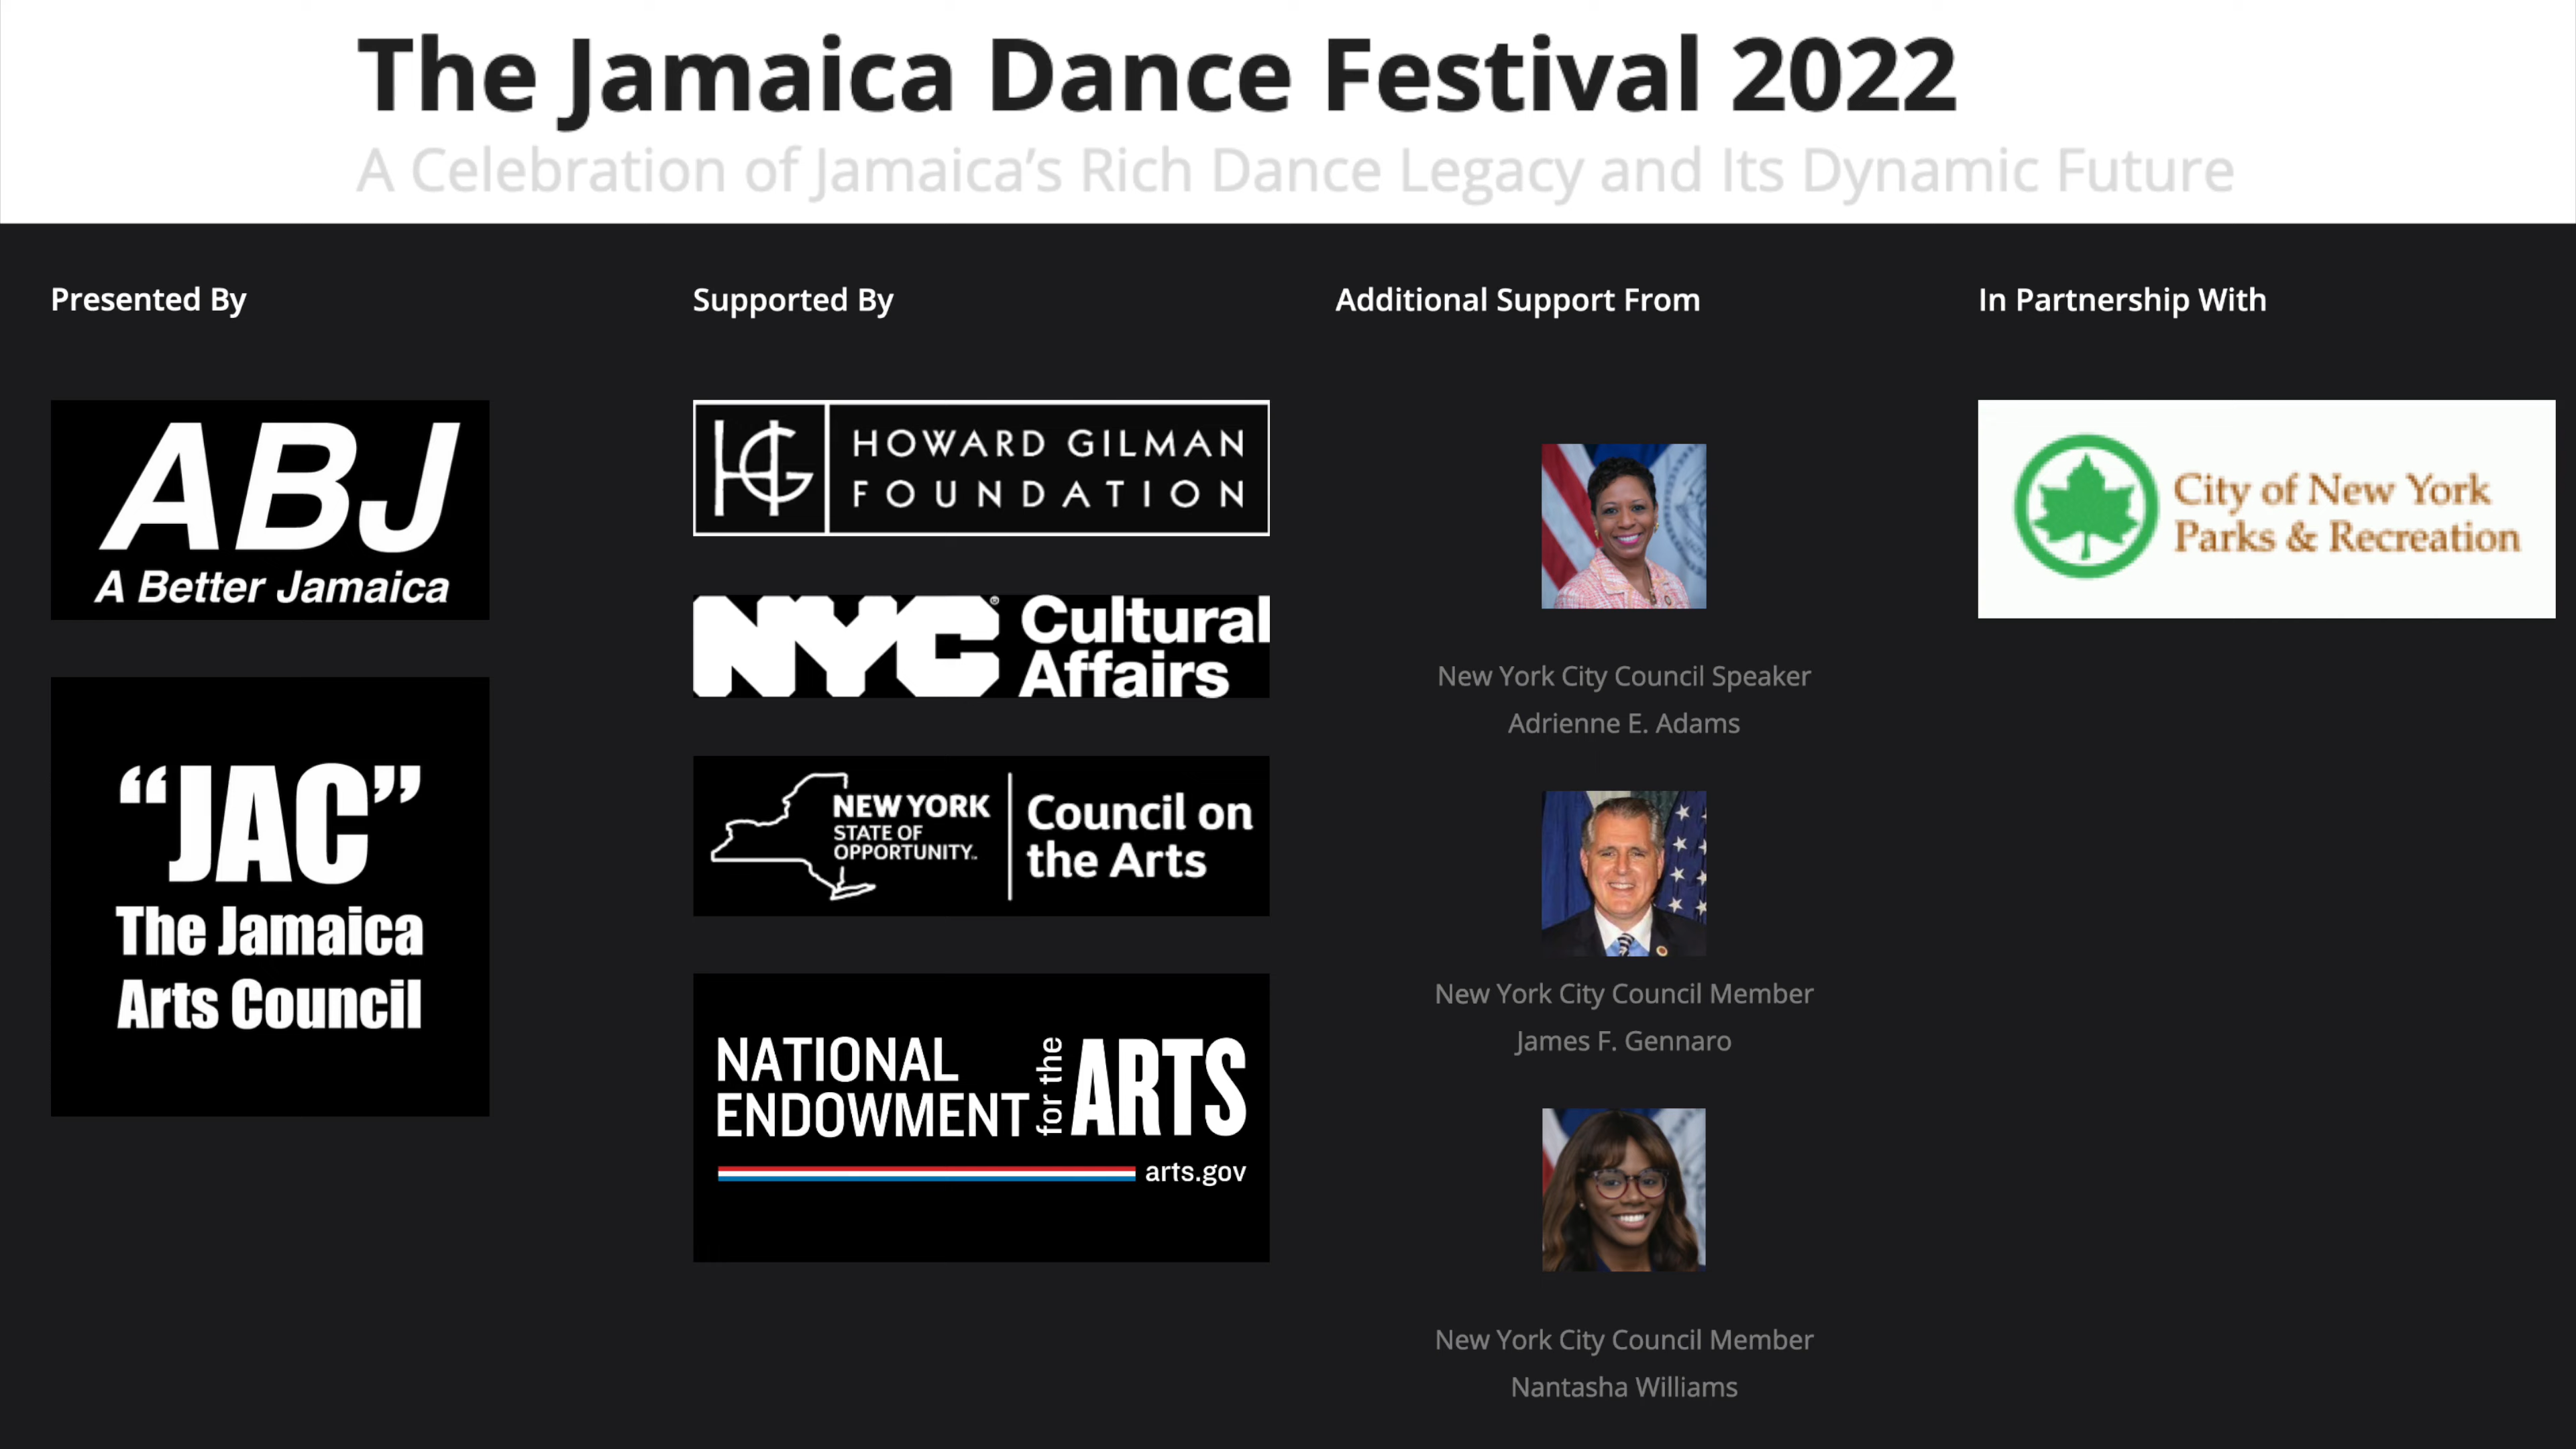 The Jamaica Dance Festival 2022
A Celebration of Jamaica’s Rich Dance Legacy and Its Dynamic Future
Presented By
ABJ
A Better Jamaica
“JAC”
The Jamaica
Arts Council
Supported By
HG
HOWARD GILMAN
FOUNDATION
NYC®
Cultural
Affairs
NEW YORK
STATE OF
OPPORTUNITY™
Council on
the Arts
NATIONAL
ENDOWMENT
for the
ARTS
arts.gov
Additional Support From
New York City Council Speaker
Adrienne E. Adams
New York City Council Member
James F. Gennaro
New York City Council Member
Nantasha Williams
In Partnership With
City of New York
Parks & Recreation